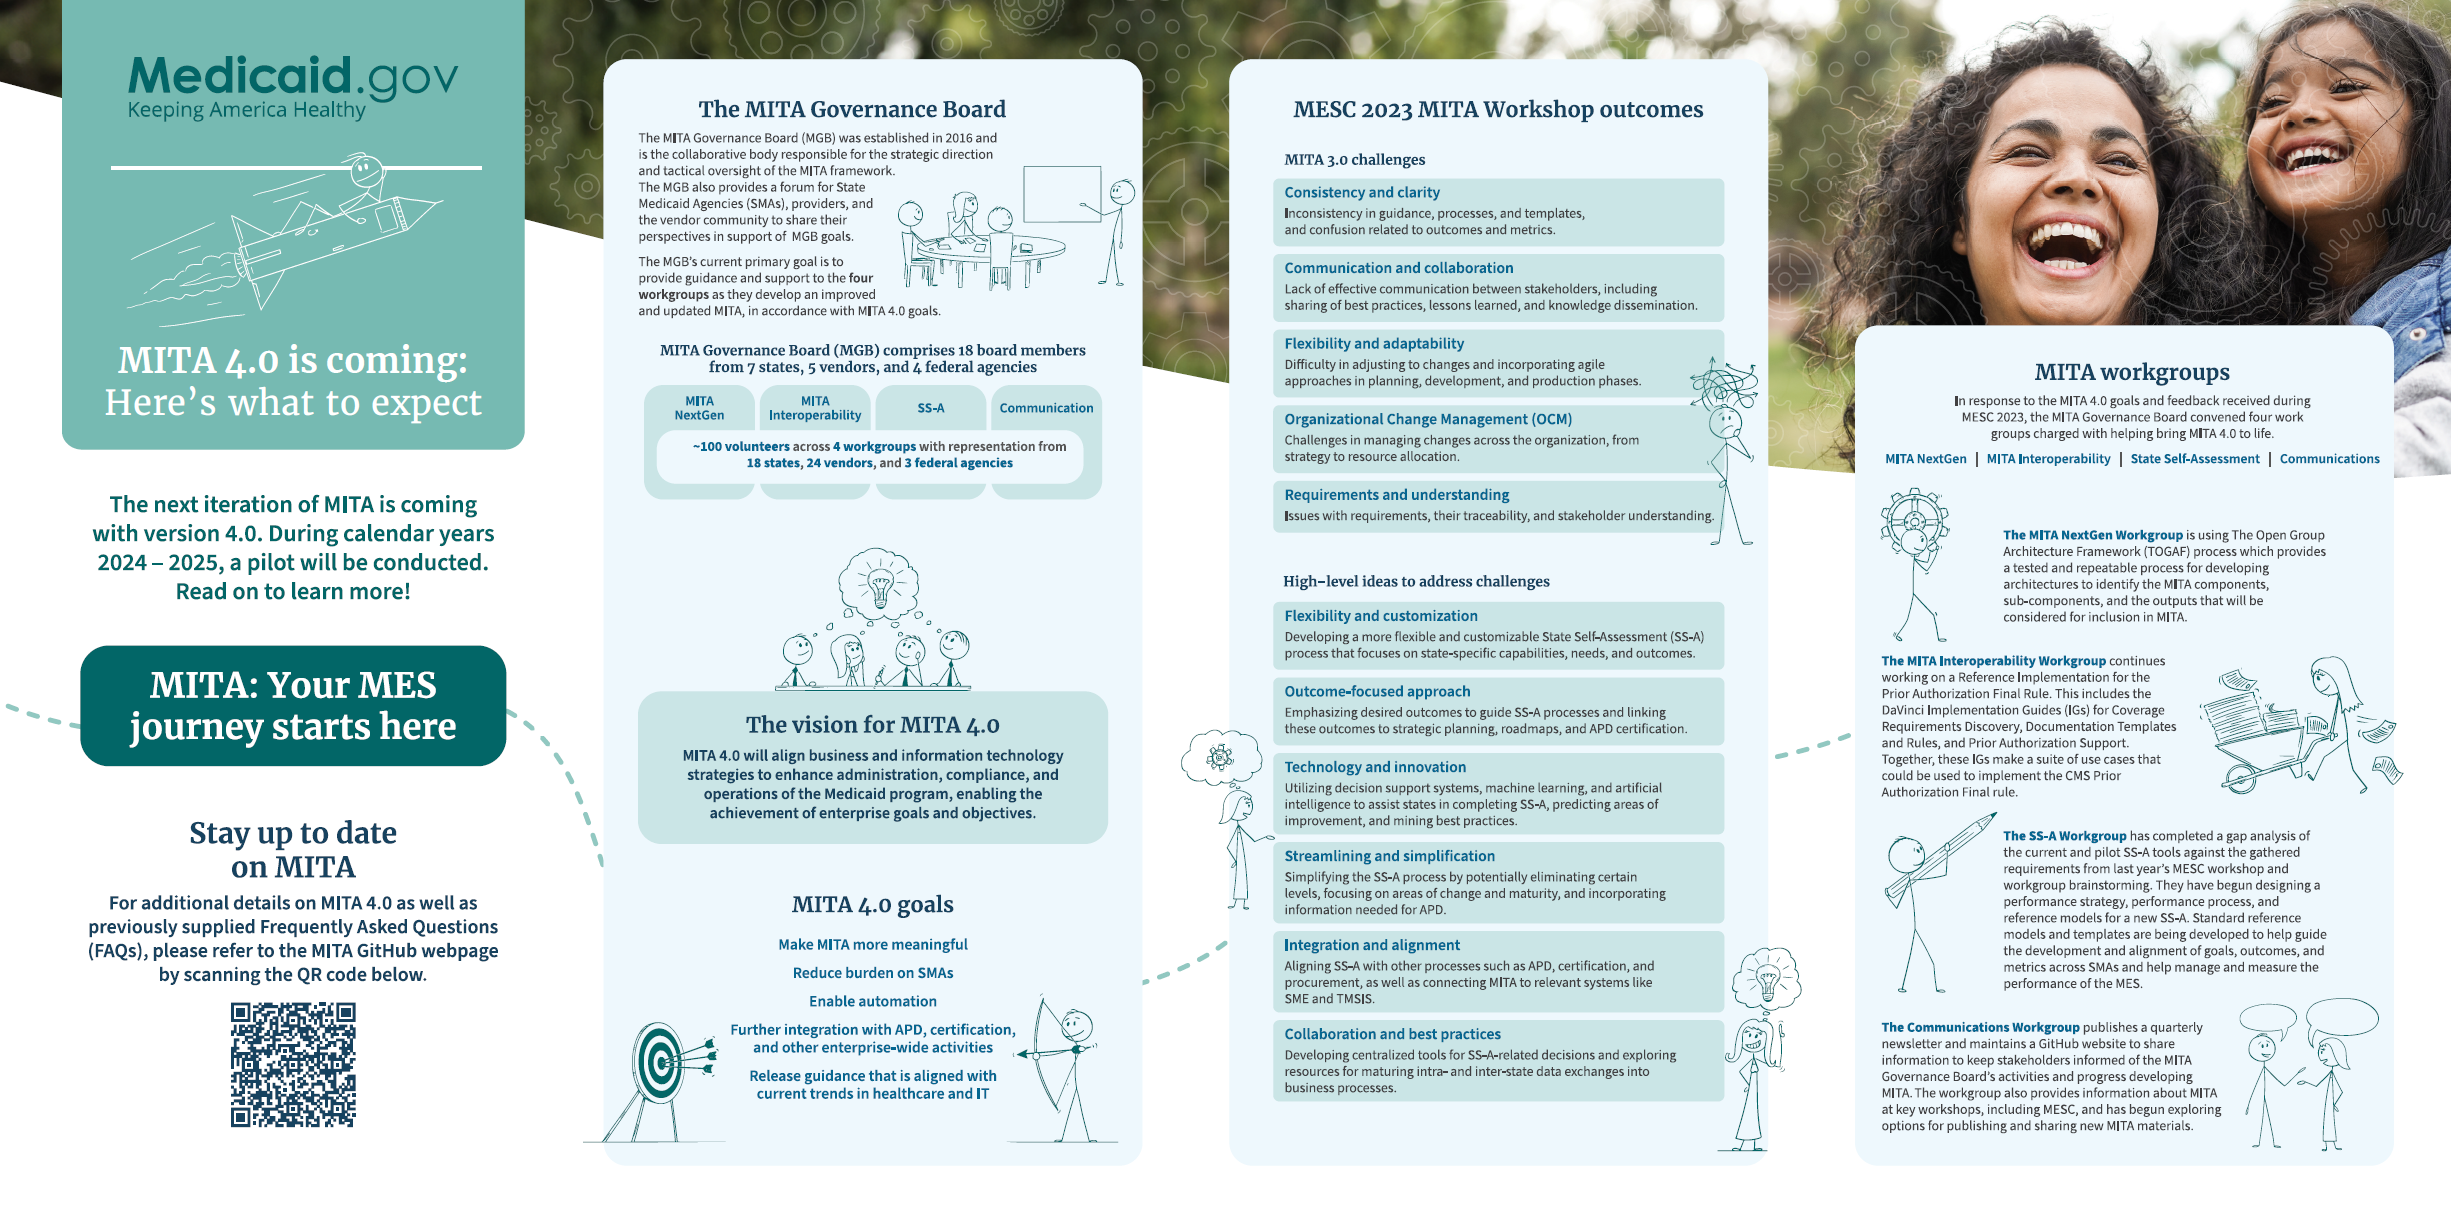 Medicaid.gov
Keeping America Healthy
MITA 4.0 is coming:
Here's what to expect
The next iteration of MITA is coming
with version 4.0. During calendar years
2024 – 2025, a pilot will be conducted.
Read on to learn more!
MITA: Your MES
journey starts here
Stay up to date
on MITA
For additional details on MITA 4.0 as well as
previously supplied Frequently Asked Questions
(FAQs), please refer to the MITA GitHub webpage
by scanning the QR code below.
The MITA Governance Board
The MITA Governance Board (MGB) was established in 2016 and
is the collaborative body responsible for the strategic direction
and tactical oversight of the MITA framework.
The MGB also provides a forum for State
Medicaid Agencies (SMAs), providers, and
the vendor community to share their
perspectives in support of MGB goals.
The MGB's current primary goal is to
provide guidance and support to the four
workgroups as they develop an improved
and updated MITA, in accordance with MITA 4.0 goals.
MITA Governance Board (MGB) comprises 18 board members
from 7 states, 5 vendors, and 4 federal agencies
MITA
NextGen
MITA
Interoperability
SS-A
Communication
~100 volunteers across 4 workgroups with representation from
18 states, 24 vendors, and 3 federal agencies
The vision for MITA 4.0
MITA 4.0 will align business and information technology
strategies to enhance administration, compliance, and
operations of the Medicaid program, enabling the
achievement of enterprise goals and objectives.
MITA 4.0 goals
Make MITA more meaningful
Reduce burden on SMAs
Enable automation
Further integration with APD, certification,
and other enterprise-wide activities
Release guidance that is aligned with
current trends in healthcare and IT
MESC 2023 MITA Workshop outcomes
MITA 3.0 challenges
Consistency and clarity
Inconsistency in guidance, processes, and templates,
and confusion related to outcomes and metrics.
Communication and collaboration
Lack of effective communication between stakeholders, including
sharing of best practices, lessons learned, and knowledge dissemination.
Flexibility and adaptability
Difficulty in adjusting to changes and incorporating agile
approaches in planning, development, and production phases.
Organizational Change Management (OCM)
Challenges in managing changes across the organization, from
strategy to resource allocation.
Requirements and understanding
Issues with requirements, their traceability, and stakeholder understanding.
High-level ideas to address challenges
Flexibility and customization
Developing a more flexible and customizable State Self-Assessment (SS-A)
process that focuses on state-specific capabilities, needs, and outcomes.
Outcome-focused approach
Emphasizing desired outcomes to guide SS-A processes and linking
these outcomes to strategic planning, roadmaps, and APD certification.
Technology and innovation
Utilizing decision support systems, machine learning, and artificial
intelligence to assist states in completing SS-A, predicting areas of
improvement, and mining best practices.
Streamlining and simplification
Simplifying the SS-A process by potentially eliminating certain
levels, focusing on areas of change and maturity, and incorporating
information needed for APD.
Integration and alignment
Aligning SS-A with other processes such as APD, certification, and
procurement, as well as connecting MITA to relevant systems like
SME and TMSIS.
Collaboration and best practices
Developing centralized tools for SS-A-related decisions and exploring
resources for maturing intra- and inter-state data exchanges into
business processes.
MITA workgroups
In response to the MITA 4.0 goals and feedback received during
MESC 2023, the MITA Governance Board convened four work
groups charged with helping bring MITA 4.0 to life.
MITA NextGen | MITA Interoperability | State Self-Assessment | Communications
The MITA NextGen Workgroup is using The Open Group
Architecture Framework (TOGAF) process which provides
a tested and repeatable process for developing
architectures to identify the MITA components,
sub-components, and the outputs that will be
considered for inclusion in MITA.
The MITA Interoperability Workgroup continues
working on a Reference Implementation for the
Prior Authorization Final Rule. This includes the
DaVinci Implementation Guides (IGs) for Coverage
Requirements Discovery, Documentation Templates
and Rules, and Prior Authorization Support.
Together, these IGs make a suite of use cases that
could be used to implement the CMS Prior
Authorization Final rule.
The SS-A Workgroup has completed a gap analysis of
the current and pilot SS-A tools against the gathered
requirements from last year's MESC workshop and
workgroup brainstorming. They have begun designing a
performance strategy, performance process, and
reference models for a new SS-A. Standard reference
models and templates are being developed to help guide
the development and alignment of goals, outcomes, and
metrics across SMAs and help manage and measure the
performance of the MES.
The Communications Workgroup publishes a quarterly
newsletter and maintains a GitHub website to share
information to keep stakeholders informed of the MITA
Governance Board's activities and progress developing
MITA. The workgroup also provides information about MITA
at key workshops, including MESC, and has begun exploring
options for publishing and sharing new MITA materials.